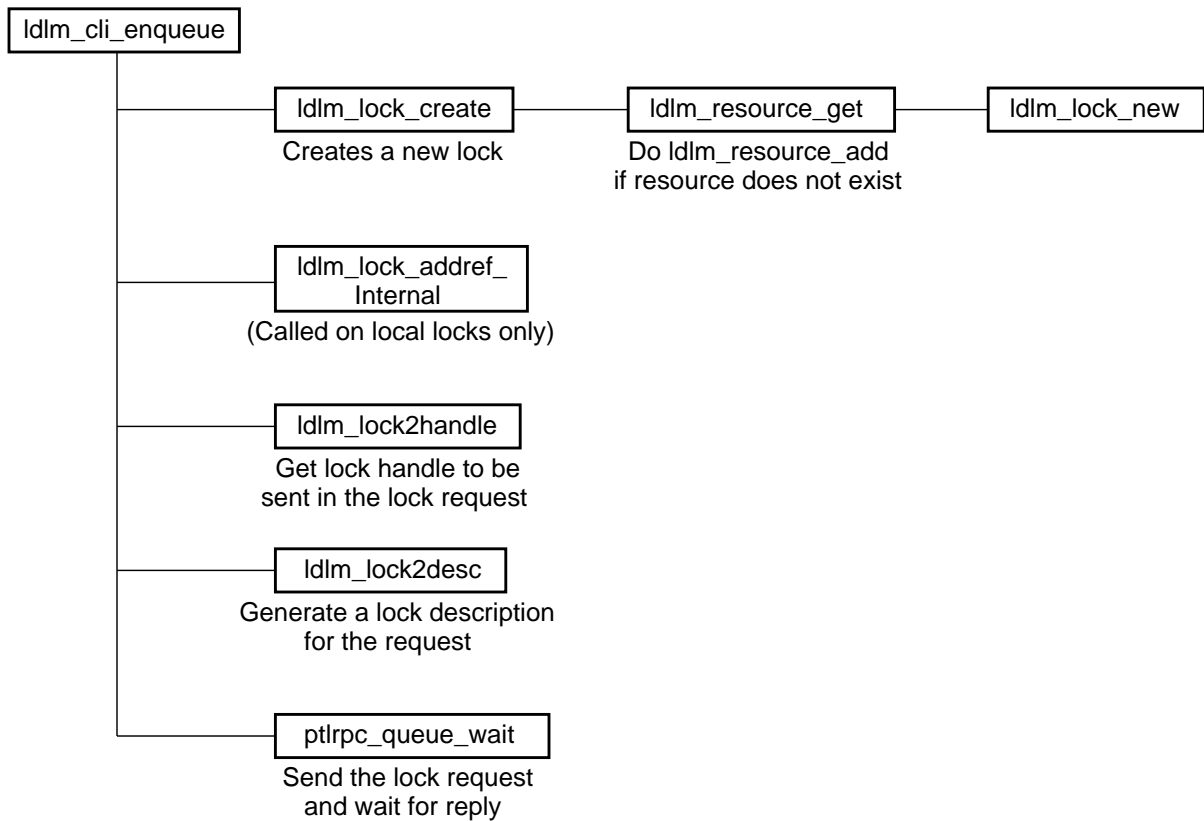 ldlm_cli_enqueue
ldlm_lock_create
ldlm_resource_get
ldlm_lock_new
Creates a new lock
Do ldlm_resource_add
if resource does not exist
ldlm_lock_addref_
Internal
(Called on local locks only)
ldlm_lock2handle
Get lock handle to be
sent in the lock request
ldlm_lock2desc
Generate a lock description
for the request
ptlrpc_queue_wait
Send the lock request
and wait for reply